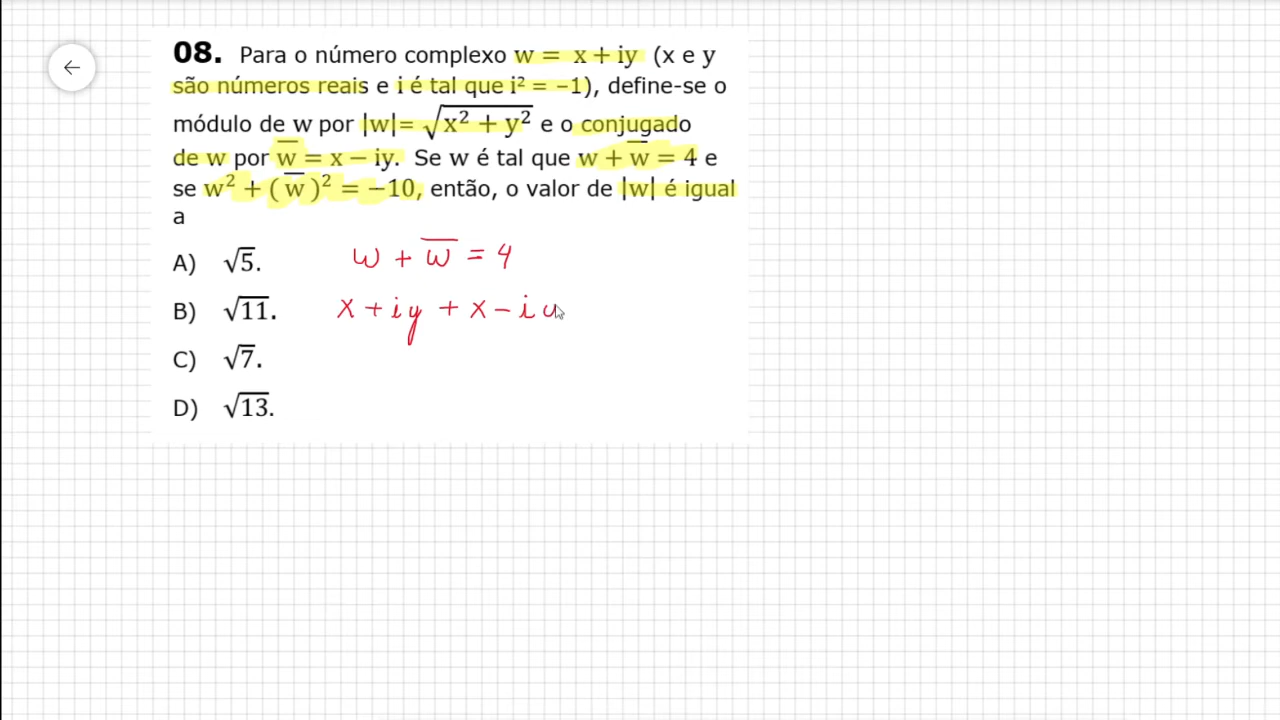 08. Para o número complexo w = x + iy (x e y
são números reais e i é tal que i² = −1), define-se o
módulo de w por |w|= √(x² + y²) e o conjugado
de w por w̅ = x − iy. Se w é tal que w + w̅ = 4 e
se w² + ( w̅ )² = −10, então, o valor de |w| é igual
a
A) √5.
B) √11.
C) √7.
D) √13.
w + w̅ = 4
x + iy + x − i